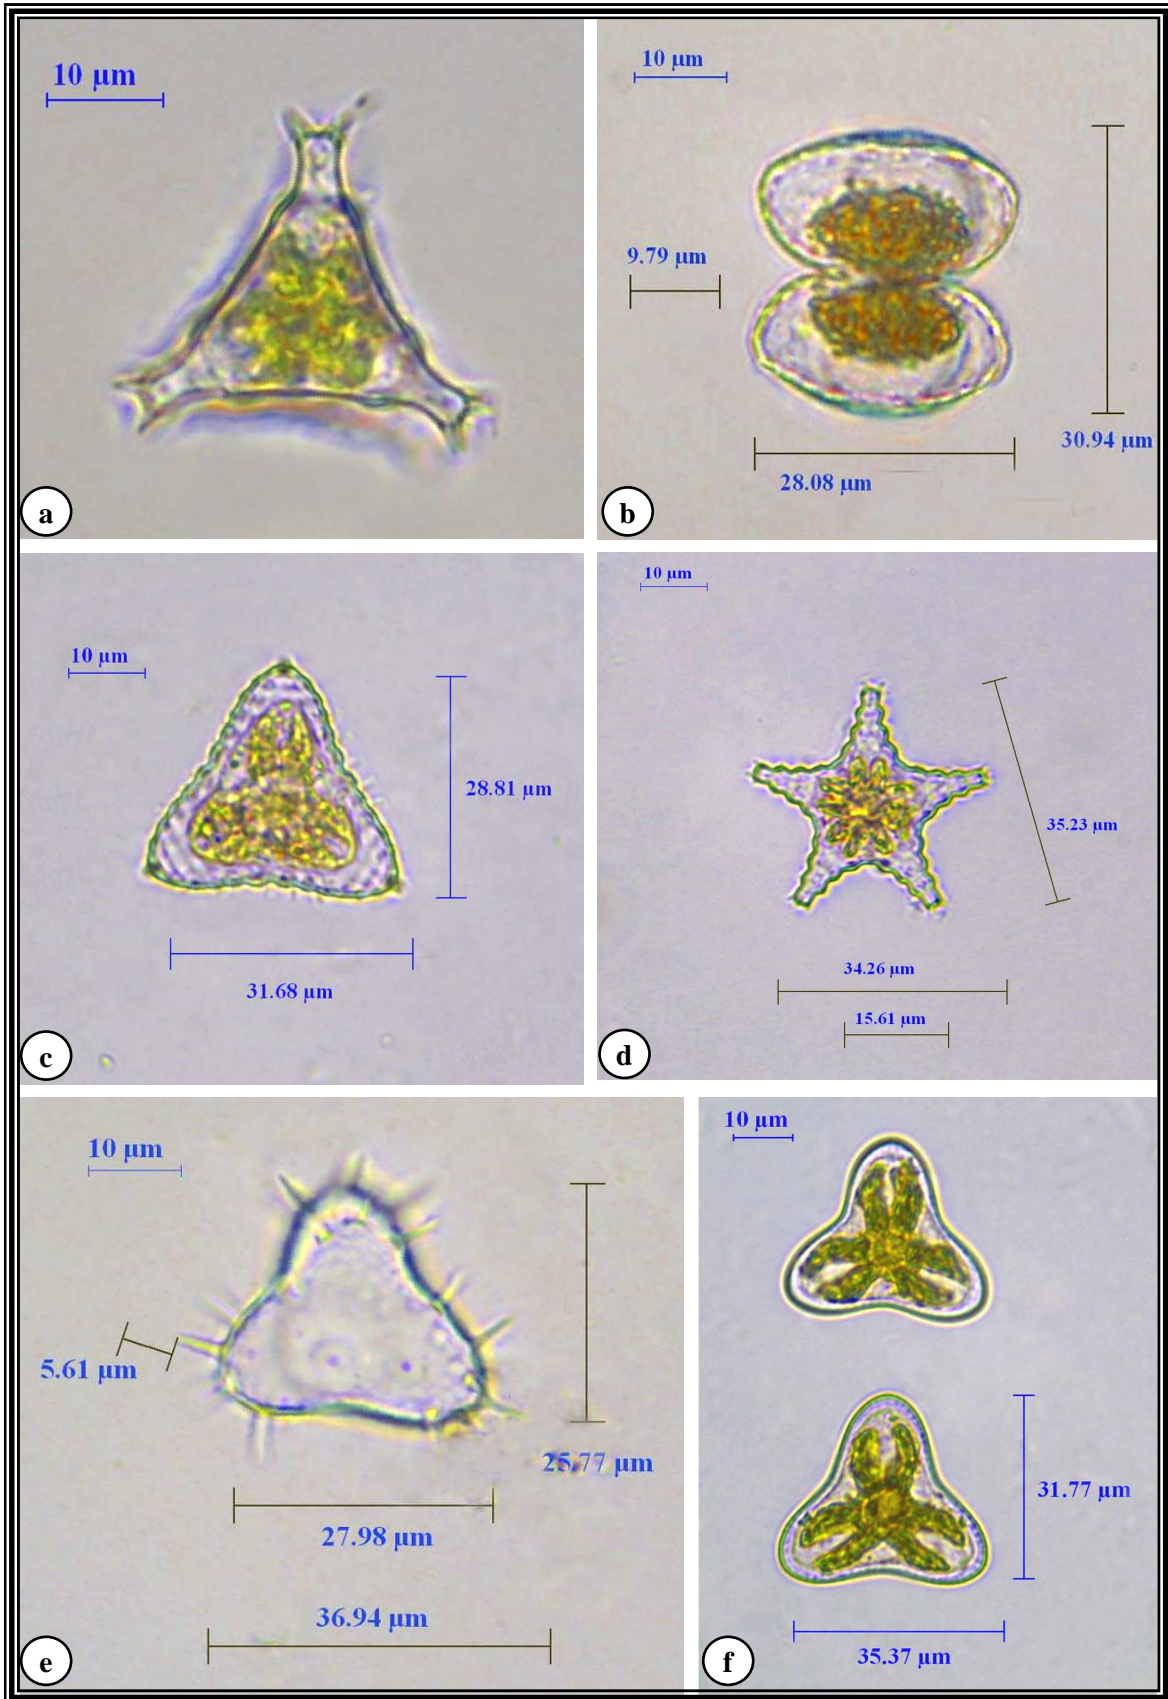 10 µm
a
10 µm
9.79 µm
30.94 µm
28.08 µm
b
10 µm
28.81 µm
31.68 µm
c
10 µm
35.23 µm
34.26 µm
15.61 µm
d
10 µm
5.61 µm
25.77 µm
27.98 µm
36.94 µm
e
10 µm
31.77 µm
35.37 µm
f